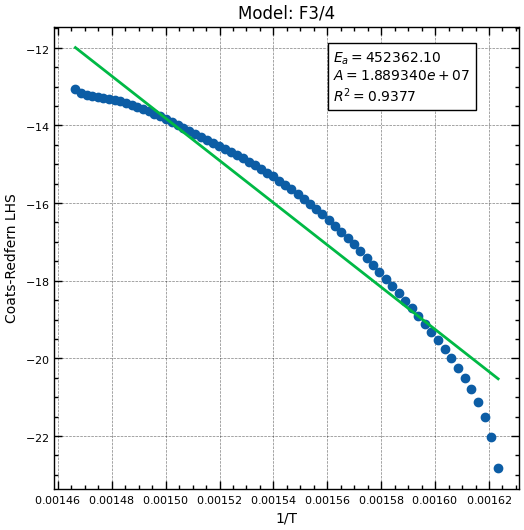 Model: F3/4
E_a = 452362.10
A = 1.889340e + 07
R^2 = 0.9377
Coats-Redfern LHS
−12
−14
−16
−18
−20
−22
0.00146 0.00148 0.00150 0.00152 0.00154 0.00156 0.00158 0.00160 0.00162
1/T